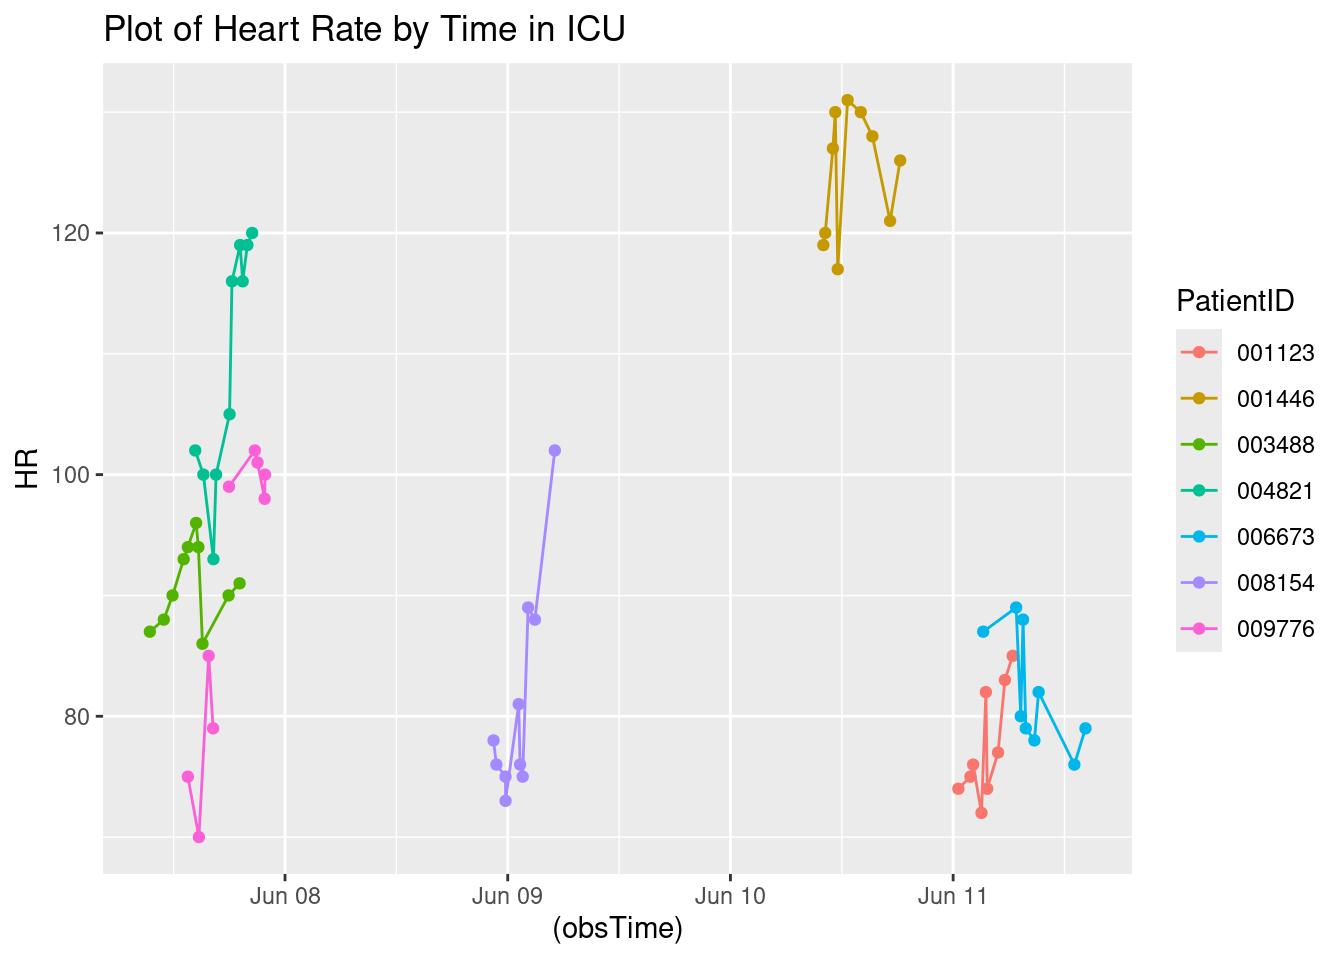 Plot of Heart Rate by Time in ICU
HR
120
100
80
Jun 08
Jun 09
Jun 10
Jun 11
(obsTime)
PatientID
001123
001446
003488
004821
006673
008154
009776